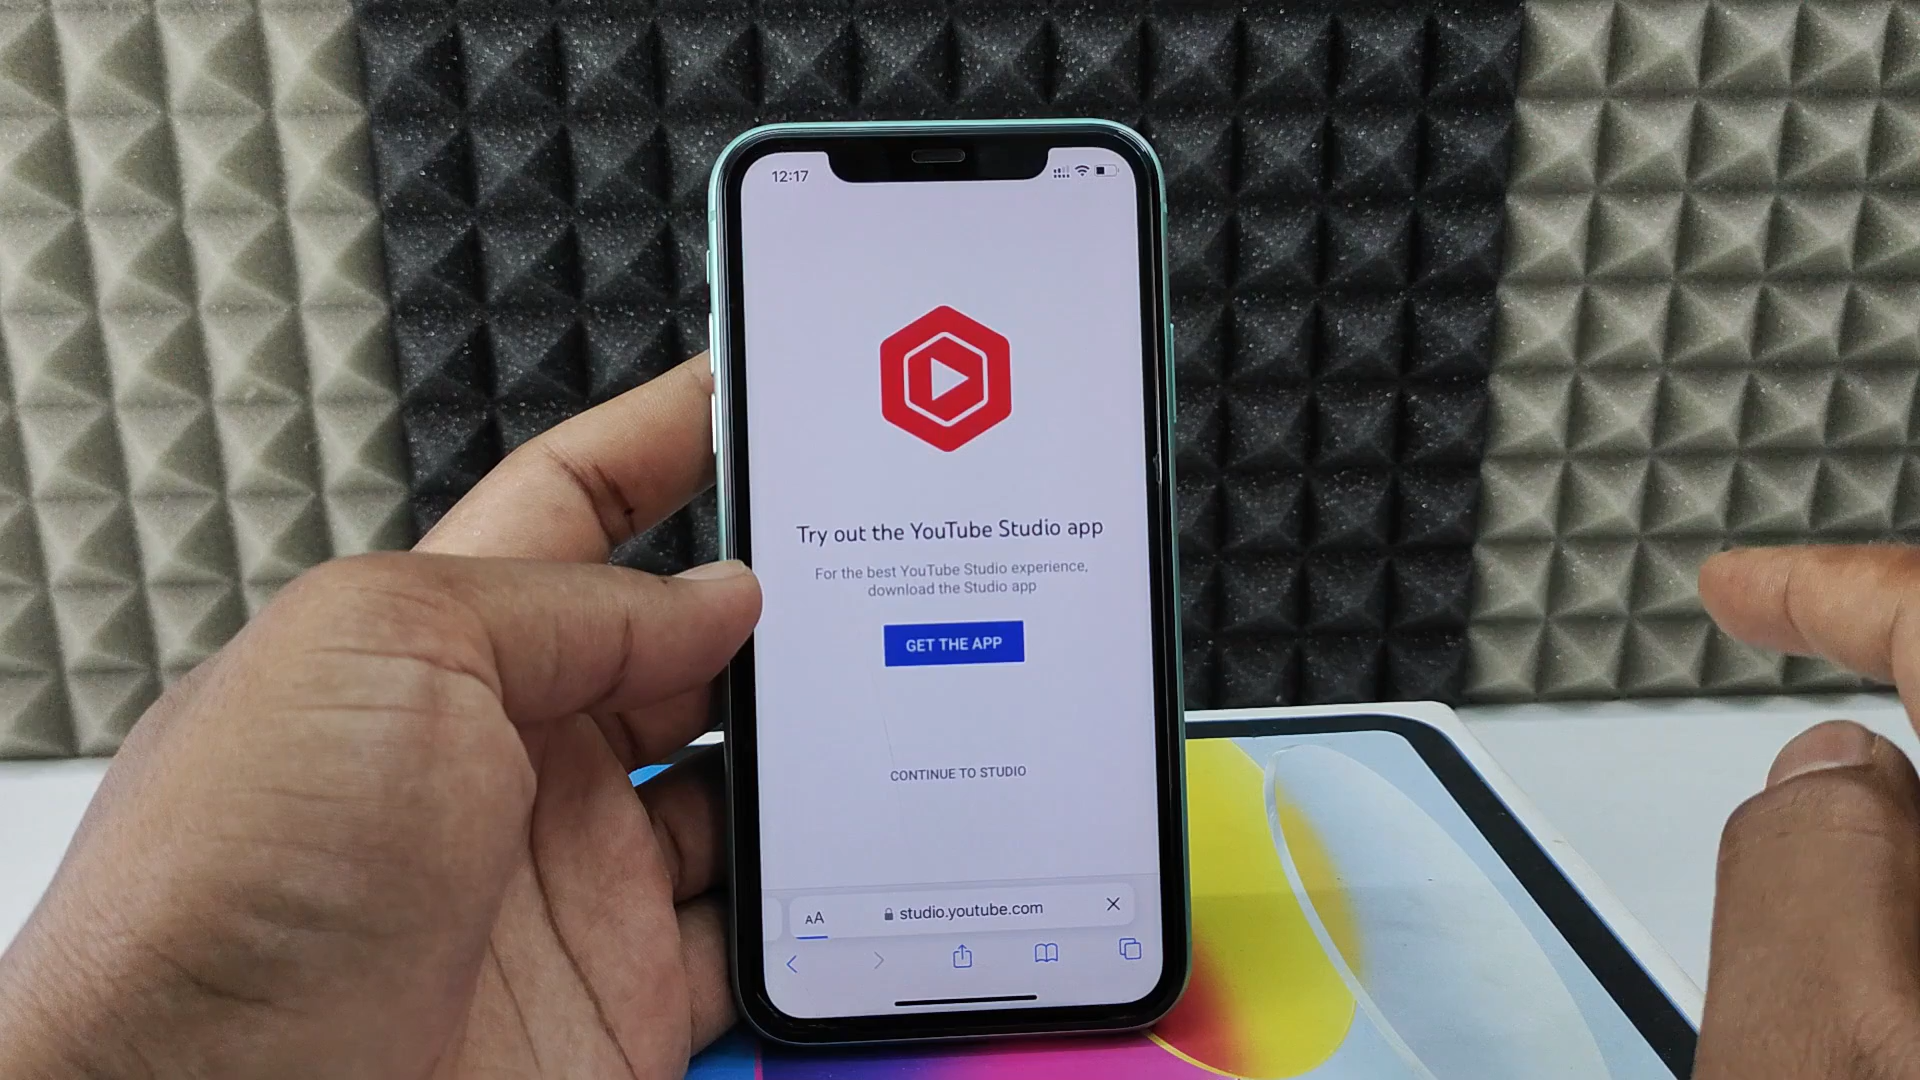 12:17
Try out the YouTube Studio app
For the best YouTube Studio experience,
download the Studio app
GET THE APP
CONTINUE TO STUDIO
AA
studio.youtube.com